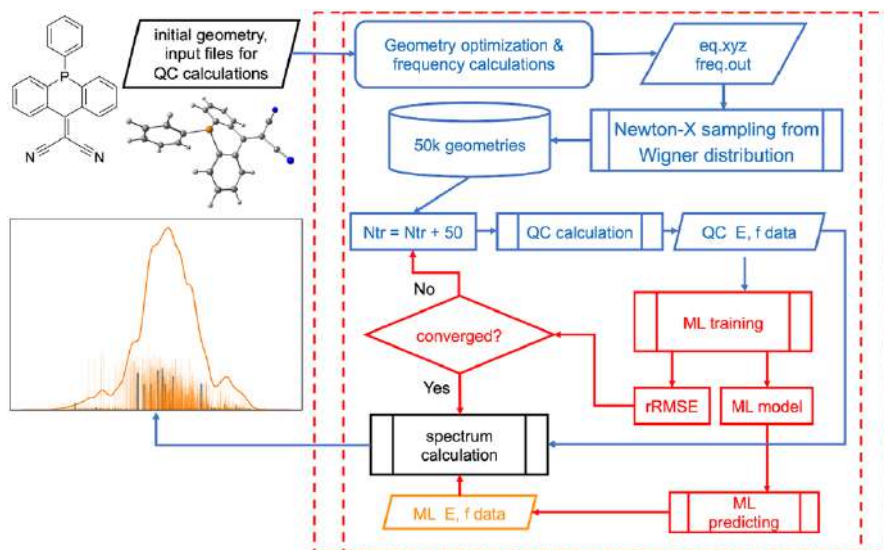 P
N
N
initial geometry,
input files for
QC calculations
Geometry optimization &
frequency calculations
eq.xyz
freq.out
50k geometries
Newton-X sampling from
Wigner distribution
Ntr = Ntr + 50
QC calculation
QC E, f data
No
converged?
ML training
Yes
rRMSE
ML model
spectrum
calculation
ML E, f data
ML
predicting